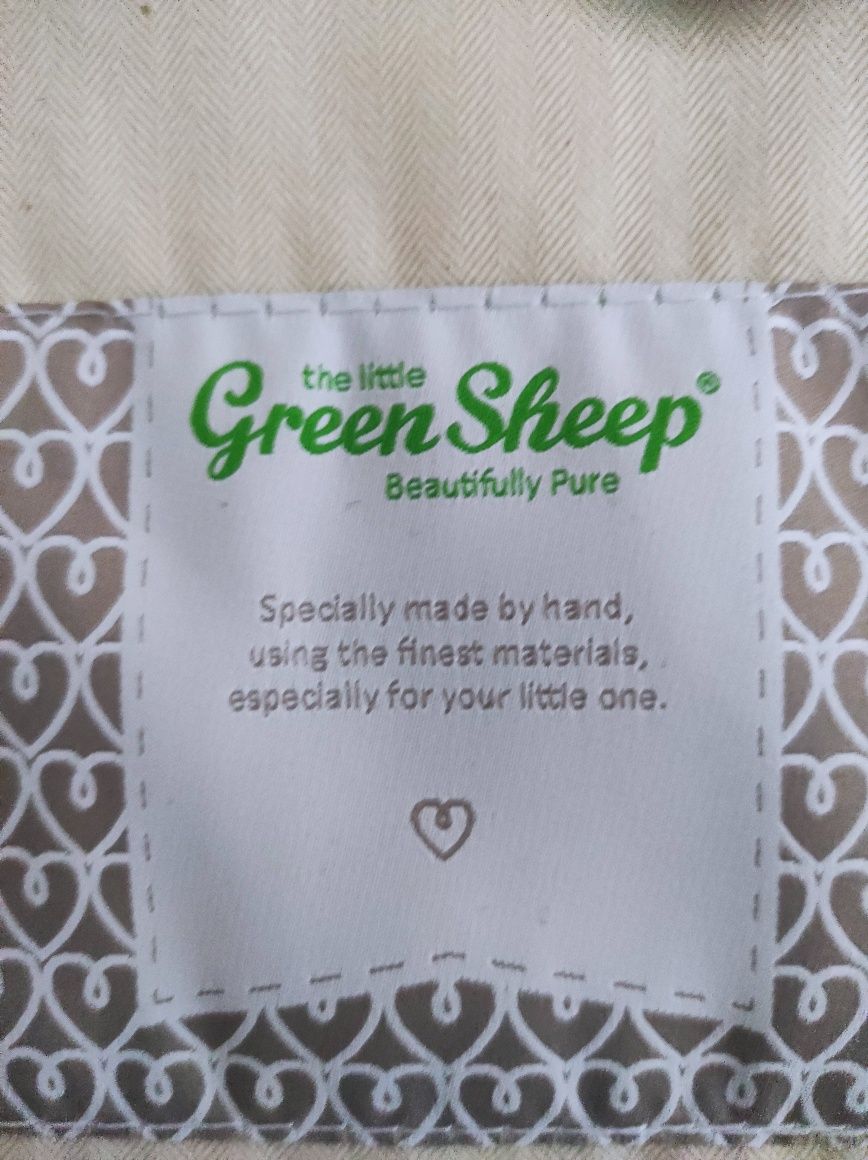 the little
Green Sheep®
Beautifully Pure
Specially made by hand,
using the finest materials,
especially for your little one.